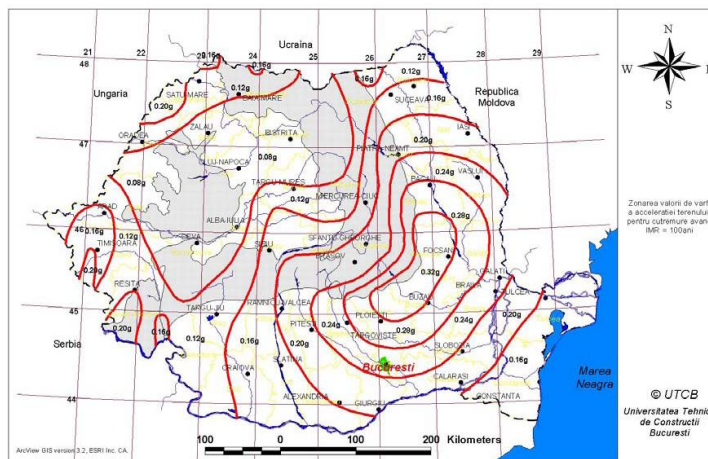 21 22 23 24 25 26 27 28 29
48
47
46
45
44
Ucraina
Ungaria
Republica
Moldova
Serbia
Marea
Neagra
N
W
S
0.16g
0.12g
0.16g
0.12g
0.20g
SATU MARE
BAIA MARE
SUCEAVA
0.16g
ORADEA
ZALAU
BISTRITA
IASI
0.20g
PIATRA NEAMT
CLUJ-NAPOCA
0.08g
0.24g
VASLUI
BACAU
0.08g
TARGU MURES
0.12g
MIERCUREA-CIUC
0.28g
ARAD
0.16g
0.12g
ALBA-IULIA
TIMISOARA
DEVA
SIBIU
SFANTU GHEORGHE
FOCSANI
BRASOV
0.20g
0.32g
GALATI
RESITA
BRAILA
TULCEA
TARGU-JIU
RAMNICU VALCEA
BUZAU
PLOIESTI
0.20g
0.16g
0.12g
PITESTI
0.24g
TARGOVISTE
0.28g
0.24g
0.20g
0.16g
SLOBOZIA
0.16g
CRAIOVA
SLATINA
Bucuresti
CALARASI
ALEXANDRIA
GIURGIU
CONSTANTA
Zonarea valorii de varf
a acceleratiei terenului
pentru cutremure avand
IMR = 100ani
© UTCB
Universitatea Tehnic
de Constructii
Bucuresti
100 0 100 200 Kilometers
ArcView GIS version 3.2, ESRI Inc. CA.